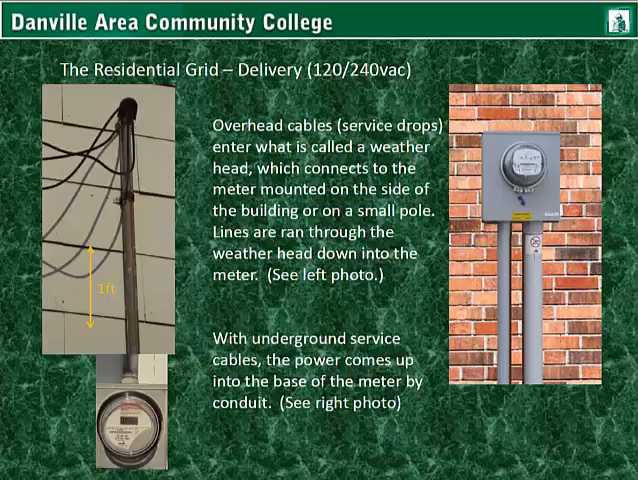 Danville Area Community College
The Residential Grid – Delivery (120/240vac)
Overhead cables (service drops)
enter what is called a weather
head, which connects to the
meter mounted on the side of
the building or on a small pole.
Lines are ran through the
weather head down into the
meter.  (See left photo.)
1ft
With underground service
cables, the power comes up
into the base of the meter by
conduit.  (See right photo)